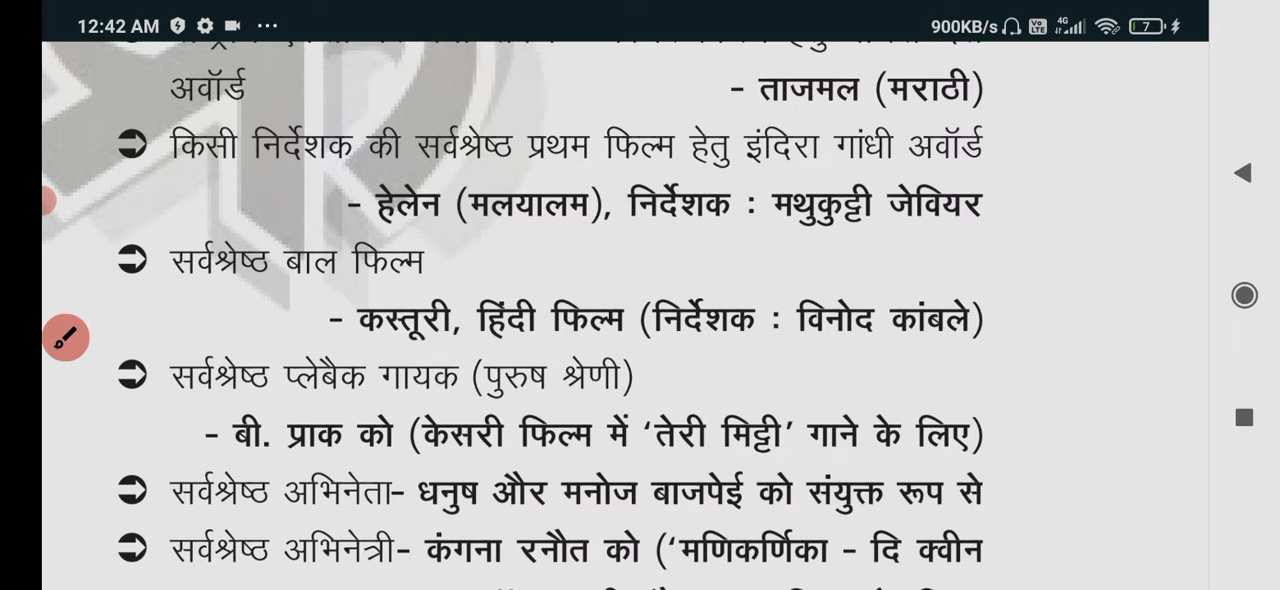 12:42 AM ... 900KB/s 4G 7
अवॉर्ड - ताजमल (मराठी)
किसी निर्देशक की सर्वश्रेष्ठ प्रथम फिल्म हेतु इंदिरा गांधी अवॉर्ड
- हेलेन (मलयालम), निर्देशक : मथुकुट्टी जेवियर
सर्वश्रेष्ठ बाल फिल्म
- कस्तूरी, हिंदी फिल्म (निर्देशक : विनोद कांबले)
सर्वश्रेष्ठ प्लेबैक गायक (पुरुष श्रेणी)
- बी. प्राक को (केसरी फिल्म में ‘तेरी मिट्टी’ गाने के लिए)
सर्वश्रेष्ठ अभिनेता- धनुष और मनोज बाजपेई को संयुक्त रूप से
सर्वश्रेष्ठ अभिनेत्री- कंगना रनौत को (‘मणिकर्णिका - दि क्वीन